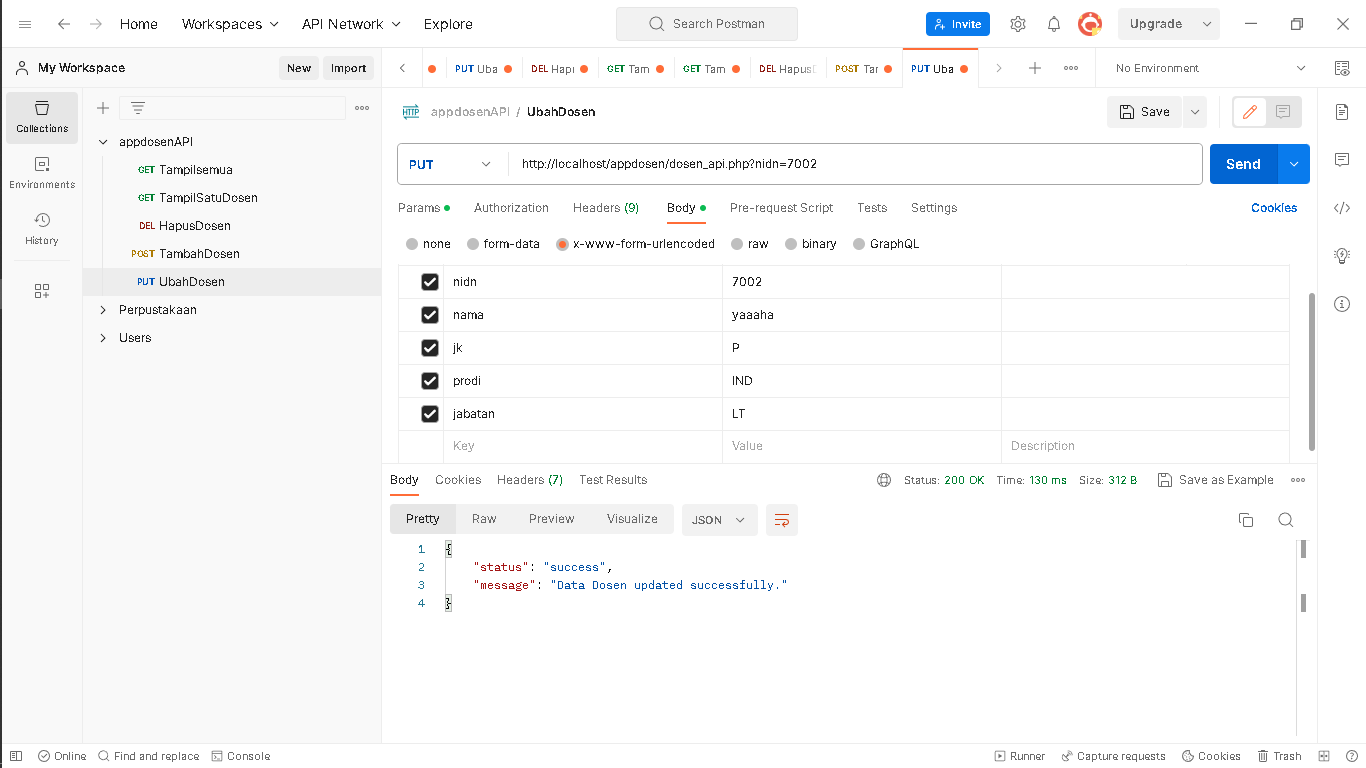 Home Workspaces API Network Explore Search Postman Invite Upgrade
My Workspace New Import PUT Uba DEL Hapı GET Tam GET Tam DEL Hapus POST Tar PUT Uba No Environment
Collections
Environments
History
appdosenAPI
GET Tampilsemua
GET TampilSatuDosen
DEL HapusDosen
POST TambahDosen
PUT UbahDosen
Perpustakaan
Users
HTTP appdosenAPI / UbahDosen Save
PUT http://localhost/appdosen/dosen_api.php?nidn=7002 Send
Params Authorization Headers (9) Body Pre-request Script Tests Settings Cookies
none form-data x-www-form-urlencoded raw binary GraphQL
nidn 7002
nama yaaaha
jk P
prodi IND
jabatan LT
Key Value Description
Body Cookies Headers (7) Test Results Status: 200 OK Time: 130 ms Size: 312 B Save as Example
Pretty Raw Preview Visualize JSON
1 {
2 "status": "success",
3 "message": "Data Dosen updated successfully."
4 }
Online Find and replace Console Runner Capture requests Cookies Trash